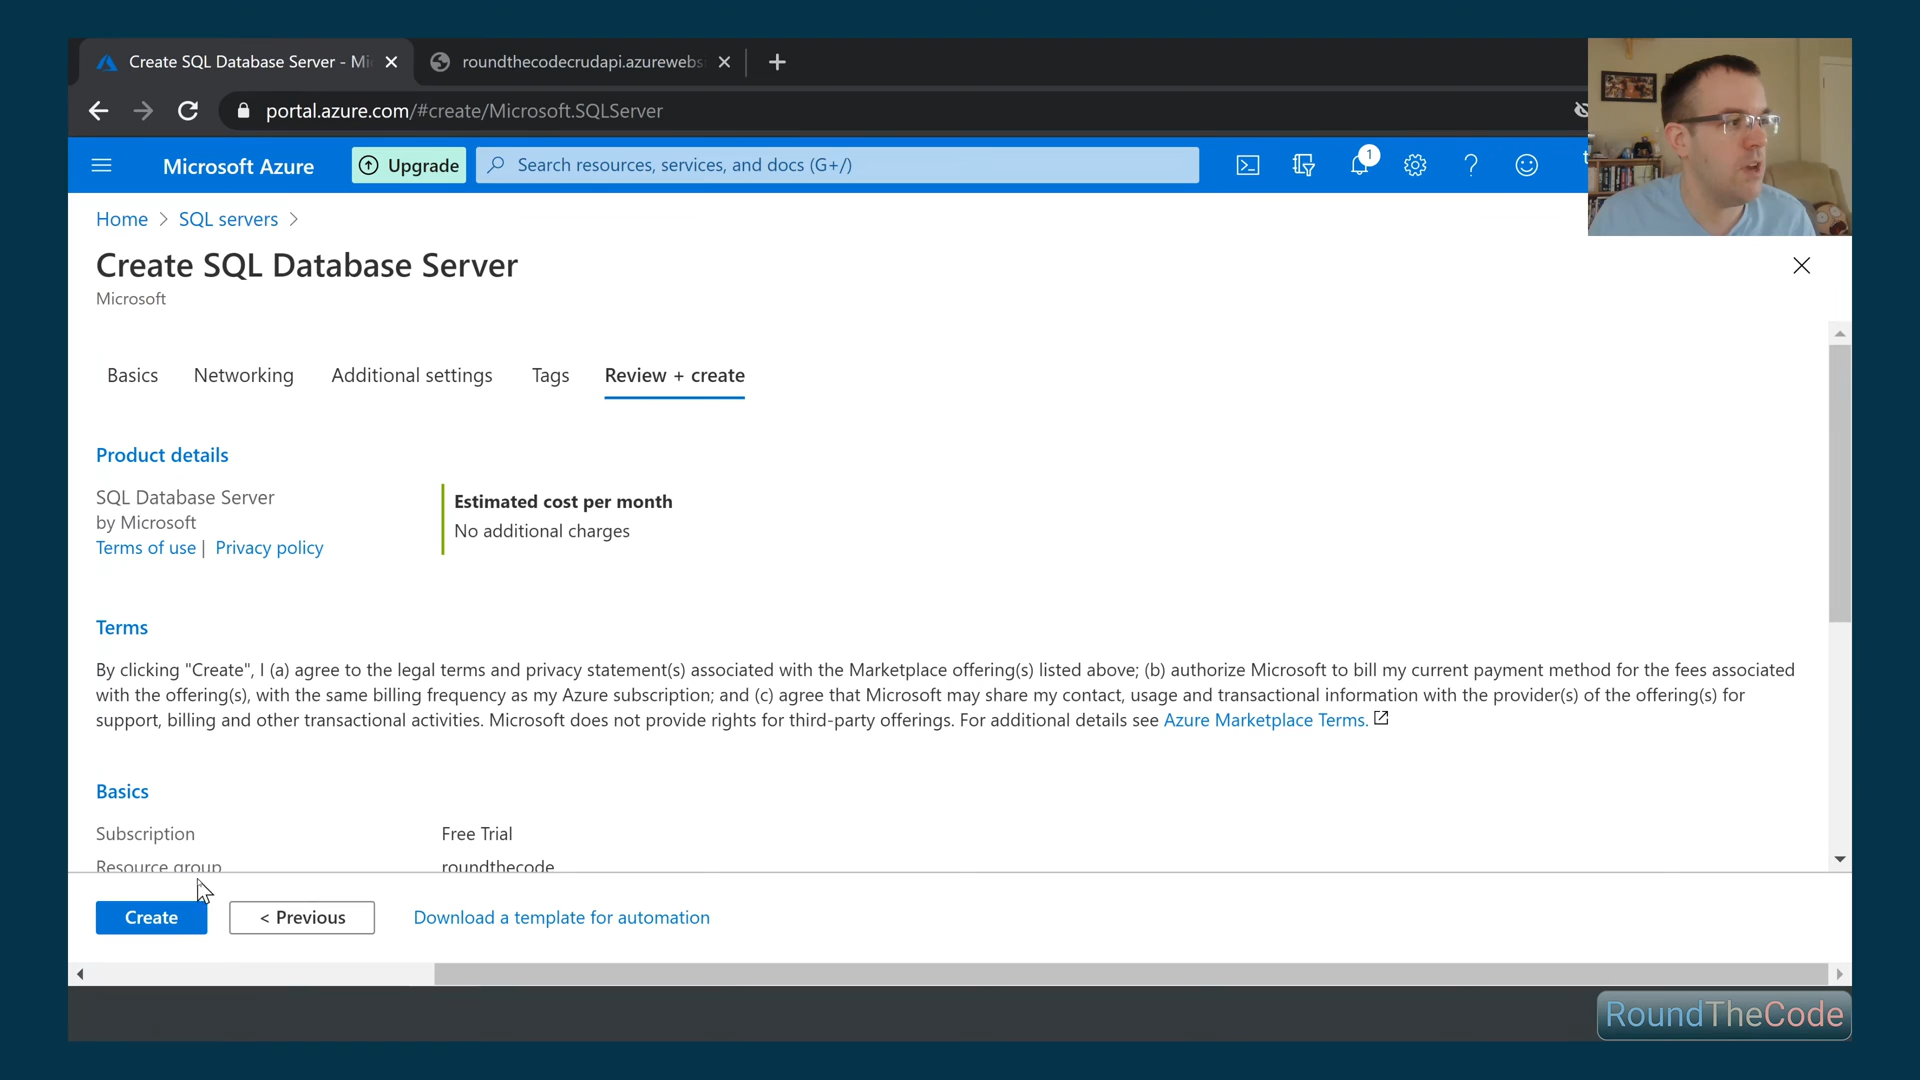 Create SQL Database Server - Mi
roundthecodecrudapi.azurewebs
portal.azure.com/#create/Microsoft.SQLServer
Microsoft Azure
Upgrade
Search resources, services, and docs (G+/)
1
Home > SQL servers >
Create SQL Database Server
Microsoft
Basics Networking Additional settings Tags Review + create
Product details
SQL Database Server
by Microsoft
Terms of use | Privacy policy
Estimated cost per month
No additional charges
Terms
By clicking "Create", I (a) agree to the legal terms and privacy statement(s) associated with the Marketplace offering(s) listed above; (b) authorize Microsoft to bill my current payment method for the fees associated
with the offering(s), with the same billing frequency as my Azure subscription; and (c) agree that Microsoft may share my contact, usage and transactional information with the provider(s) of the offering(s) for
support, billing and other transactional activities. Microsoft does not provide rights for third-party offerings. For additional details see Azure Marketplace Terms.
Basics
Subscription Free Trial
Resource group roundthecode
Create < Previous Download a template for automation
RoundTheCode